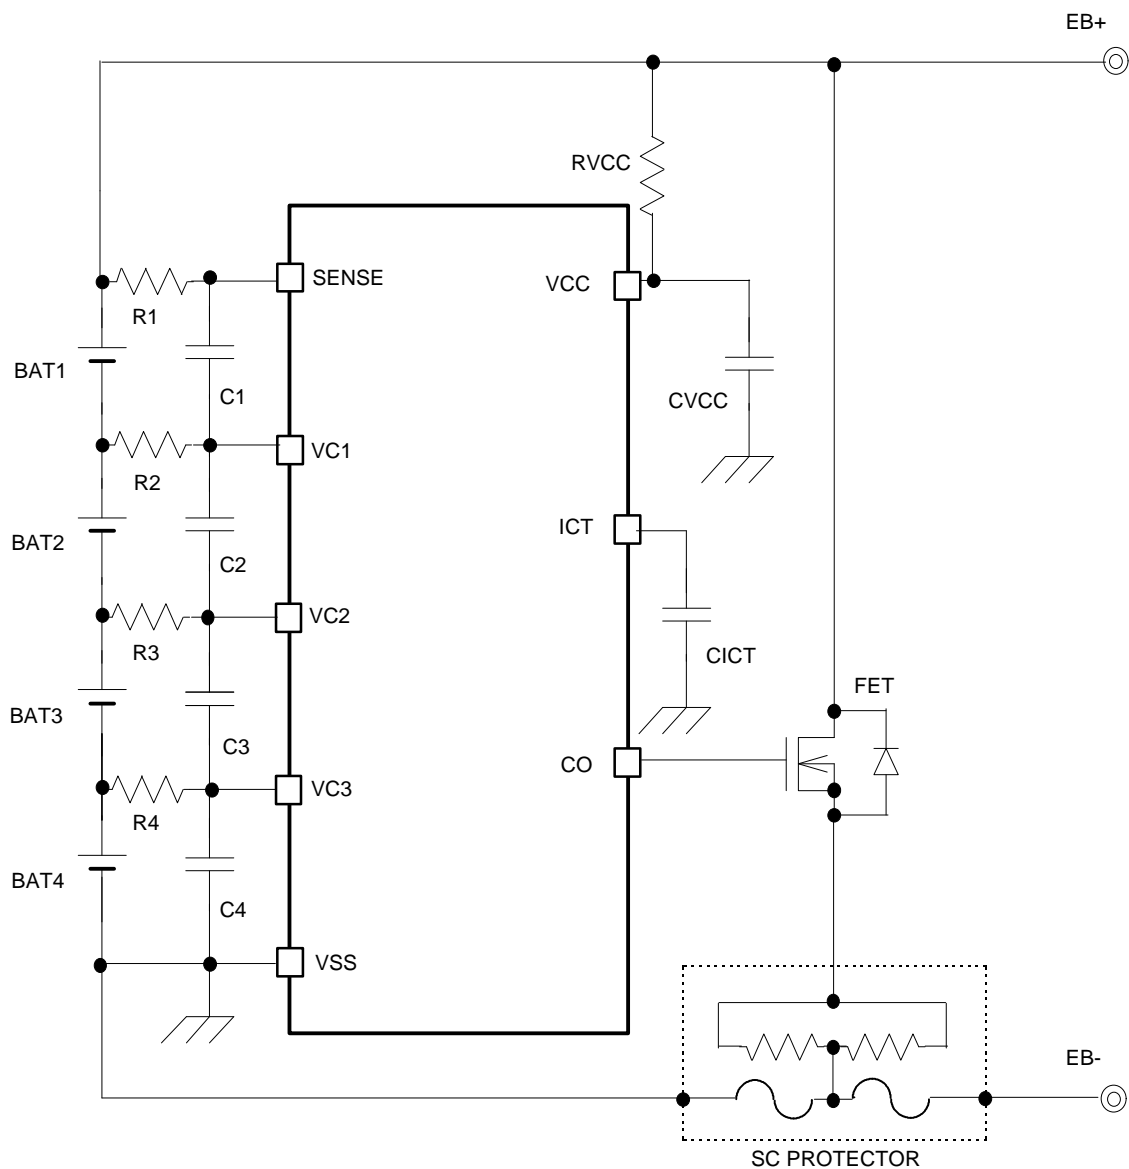 EB+
RVCC
SENSE
VCC
R1
BAT1
C1
CVCC
VC1
R2
ICT
BAT2
C2
VC2
R3
CICT
FET
BAT3
C3
CO
VC3
R4
BAT4
C4
VSS
EB-
SC PROTECTOR